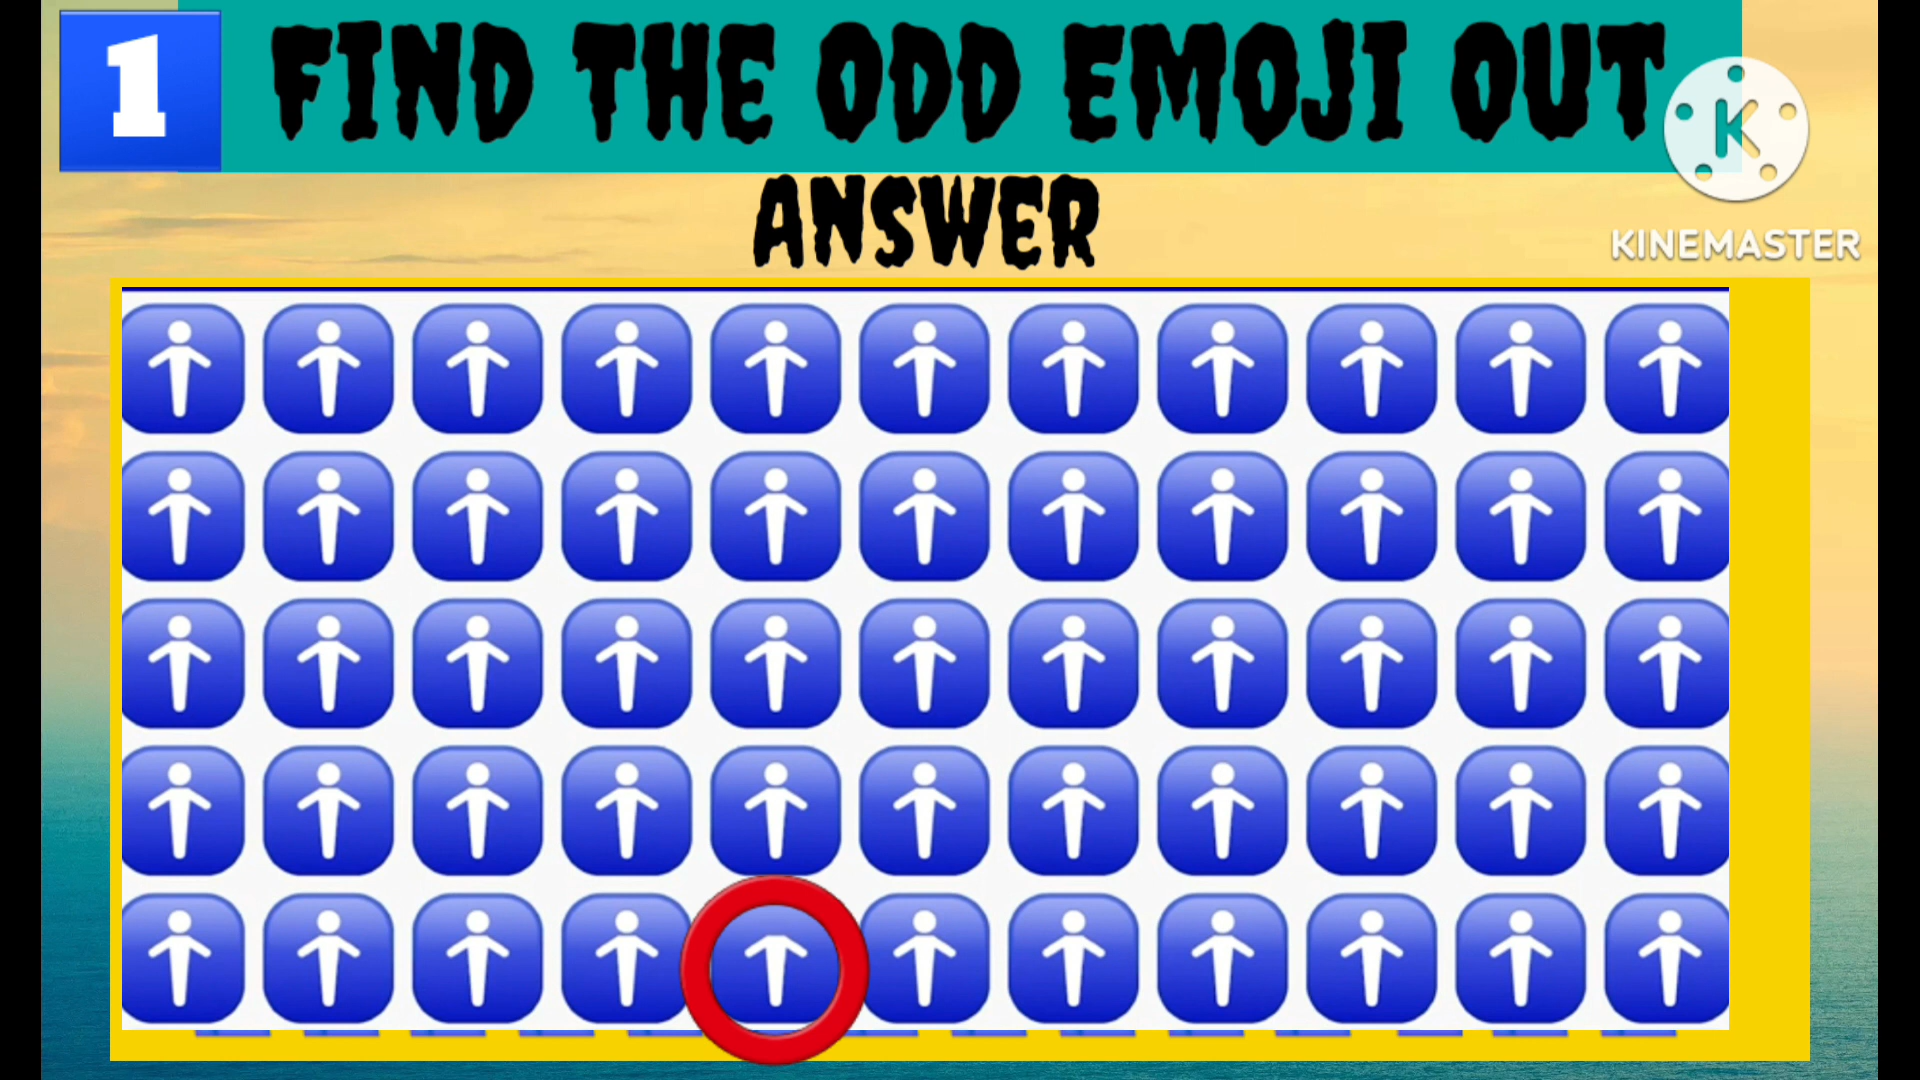 1
FIND THE ODD EMOJI OUT
K
KINEMASTER
ANSWER